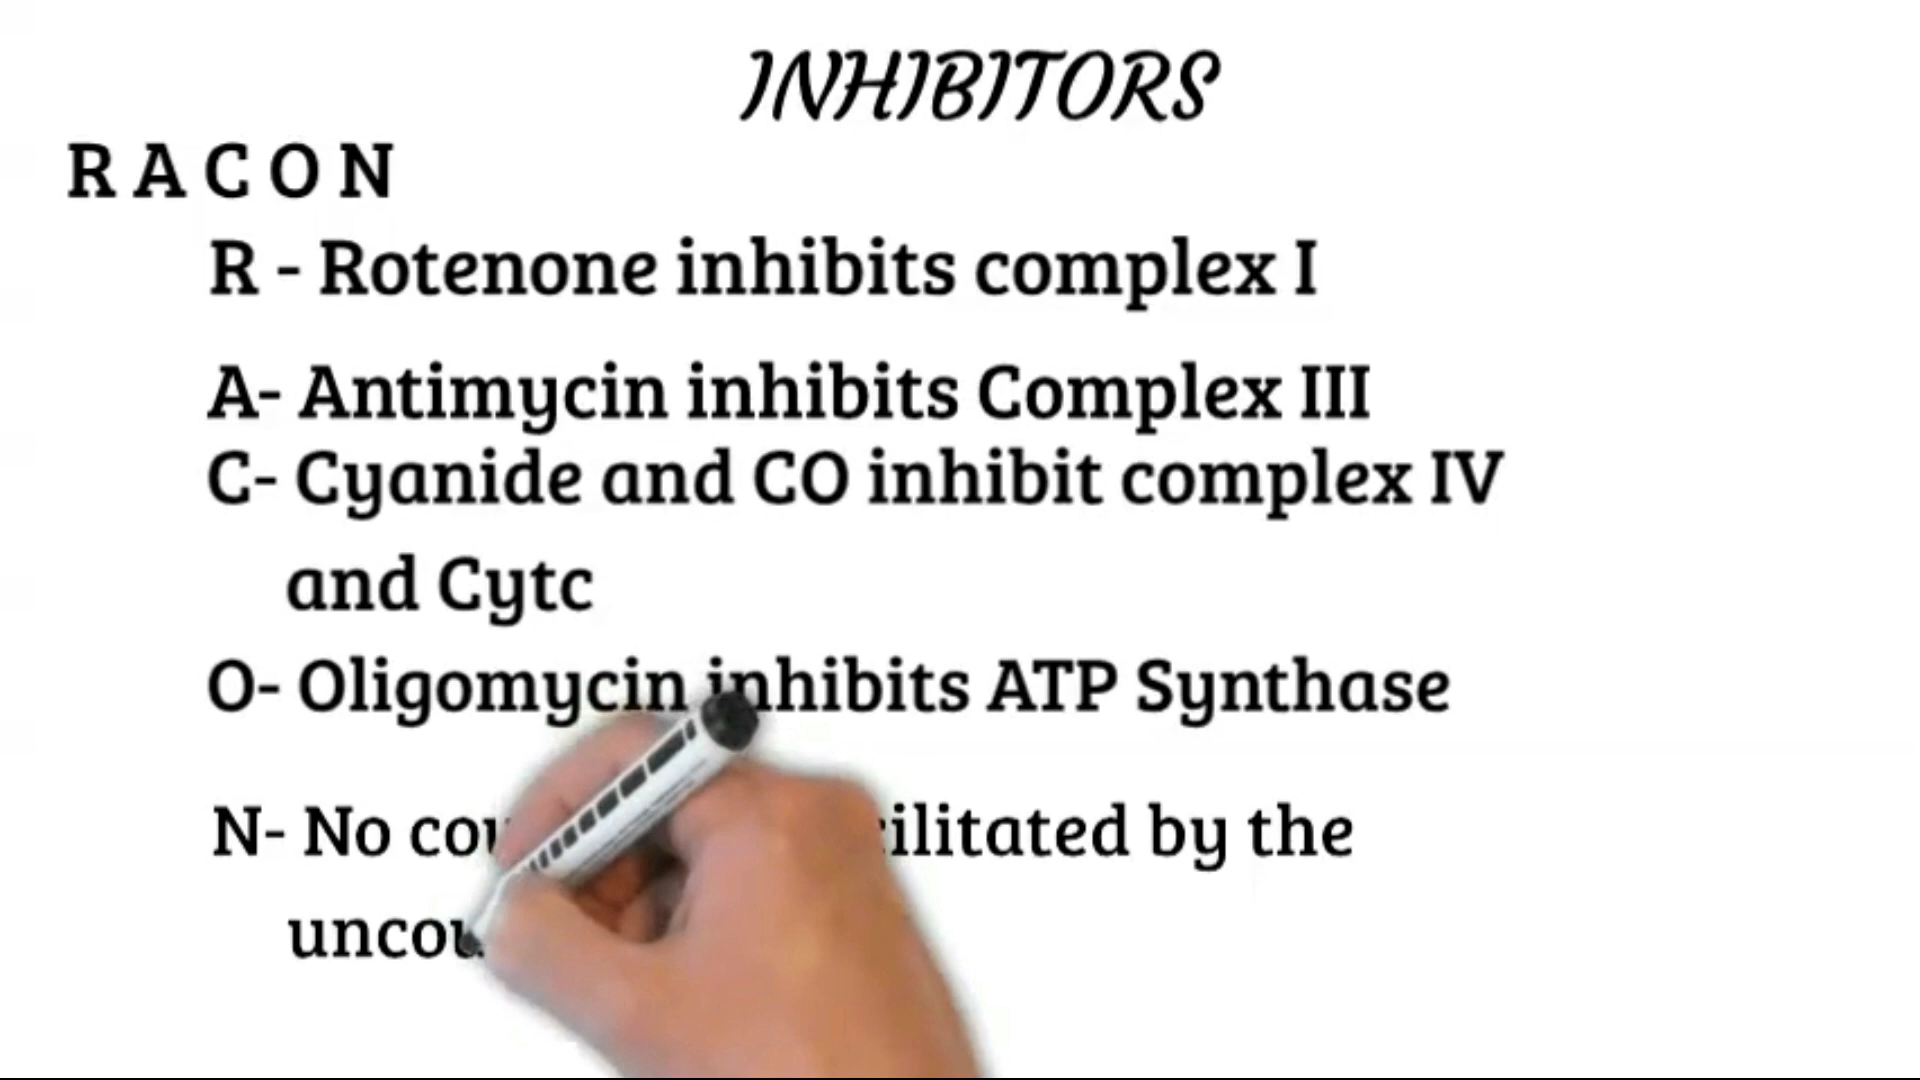 INHIBITORS
R A C O N
R - Rotenone inhibits complex I
A- Antimycin inhibits Complex III
C- Cyanide and CO inhibit complex IV
and Cytc
O- Oligomycin inhibits ATP Synthase
N- No by the